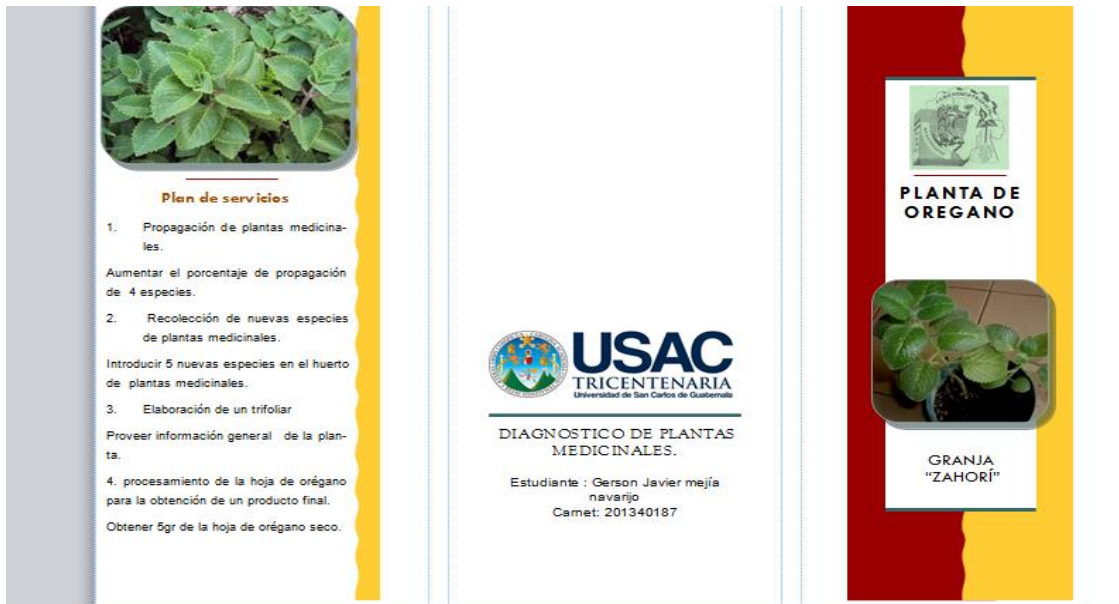 Plan de servicios
1. Propagación de plantas medicina-
les.
Aumentar el porcentaje de propagación
de 4 especies.
2. Recolección de nuevas especies
de plantas medicinales.
Introducir 5 nuevas especies en el huerto
de plantas medicinales.
3. Elaboración de un trifoliar
Proveer información general de la plan-
ta.
4. procesamiento de la hoja de orégano
para la obtención de un producto final.
Obtener 5gr de la hoja de orégano seco.
USAC
TRICENTENARIA
Universidad de San Carlos de Guatemala
DIAGNOSTICO DE PLANTAS
MEDICINALES.
Estudiante : Gerson Javier mejía
navarijo
Carnet: 201340187
PLANTA DE
OREGANO
GRANJA
“ZAHORÍ”